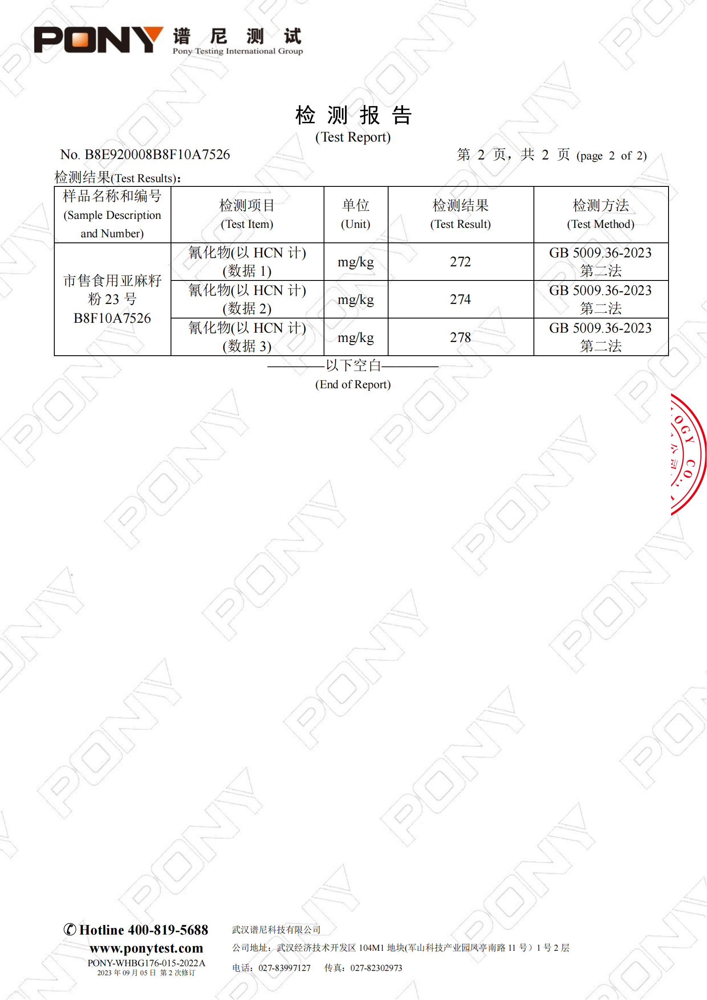 PONY 谱尼测试
Pony Testing International Group
检测报告
(Test Report)
No. B8E920008B8F10A7526
第 2 页，共 2 页 (page 2 of 2)
检测结果(Test Results)：
样品名称和编号
(Sample Description
and Number)
检测项目
(Test Item)
单位
(Unit)
检测结果
(Test Result)
检测方法
(Test Method)
市售食用亚麻籽
粉 23 号
B8F10A7526
氰化物(以 HCN 计)
(数据 1)
mg/kg
272
GB 5009.36-2023
第二法
氰化物(以 HCN 计)
(数据 2)
mg/kg
274
GB 5009.36-2023
第二法
氰化物(以 HCN 计)
(数据 3)
mg/kg
278
GB 5009.36-2023
第二法
————以下空白————
(End of Report)
OGY CO.,
公司
Hotline 400-819-5688
www.ponytest.com
PONY-WHBG176-015-2022A
2023 年 09 月 05 日 第 2 次修订
武汉谱尼科技有限公司
公司地址：武汉经济技术开发区 104M1 地块(军山科技产业园凤亭南路 11 号）1 号 2 层
电话：027-83997127 传真：027-82302973